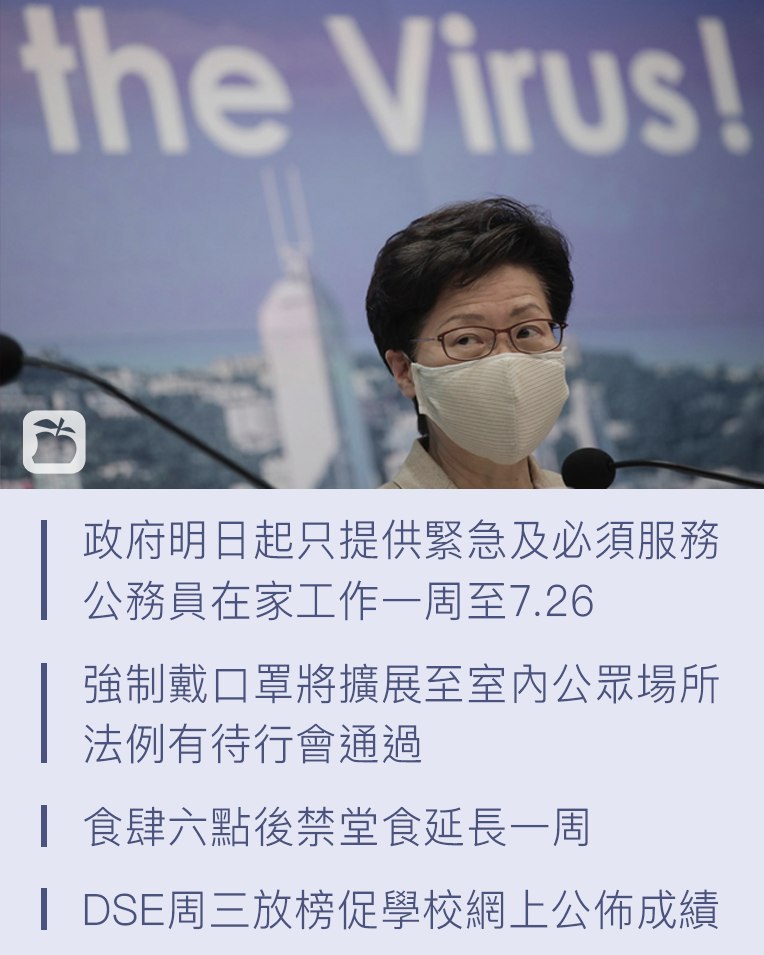 the Virus!
政府明日起只提供緊急及必須服務
公務員在家工作一周至7.26
強制戴口罩將擴展至室內公眾場所
法例有待行會通過
食肆六點後禁堂食延長一周
DSE周三放榜促學校網上公佈成績